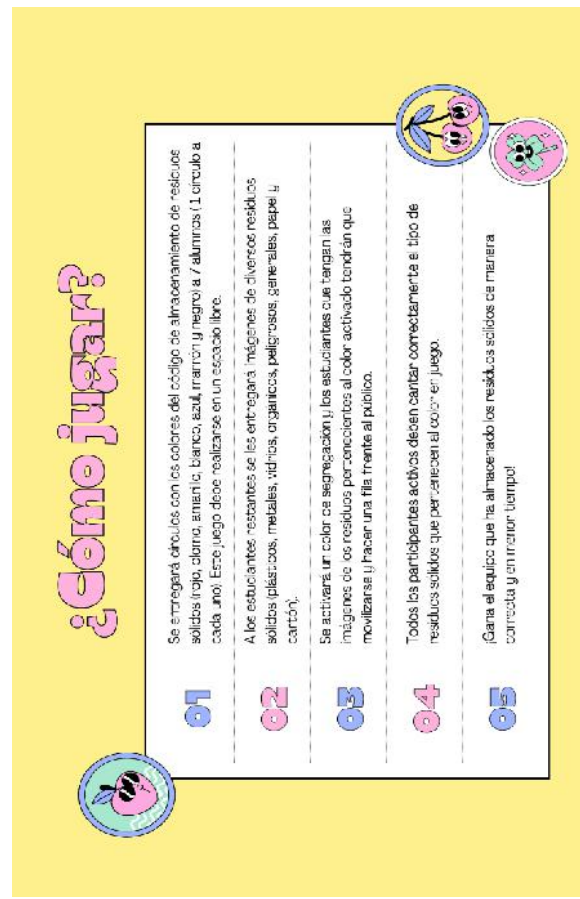 ¿Cómo jugar?
01
Se entregará círculos con los colores del código de almacenamiento de residuos
sólidos (rojo, plomo, amarillo, blanco, azul, marrón y negro) a 7 alumnos ( 1 círculo a
cada uno). Este juego debe realizarse en un espacio libre.
02
A los estudiantes restantes se les entregará imágenes de diversos residuos
sólidos (plásticos, metales, vidrios, organicos, peligrosos, generales, papel y
cartón).
03
Se activará un color de segregación y los estudiantes que tengan las
imágenes de los residuos pertenecientes al color activado tendrán que
movilizarse y hacer una fila frente al público.
04
Todos los participantes activos deben cantar correctamente el tipo de
residuos sólidos que pertenecen al color en juego.
05
¡Gana el equipo que ha almacenado los residuos solidos de manera
correcta y en menor tiempo!